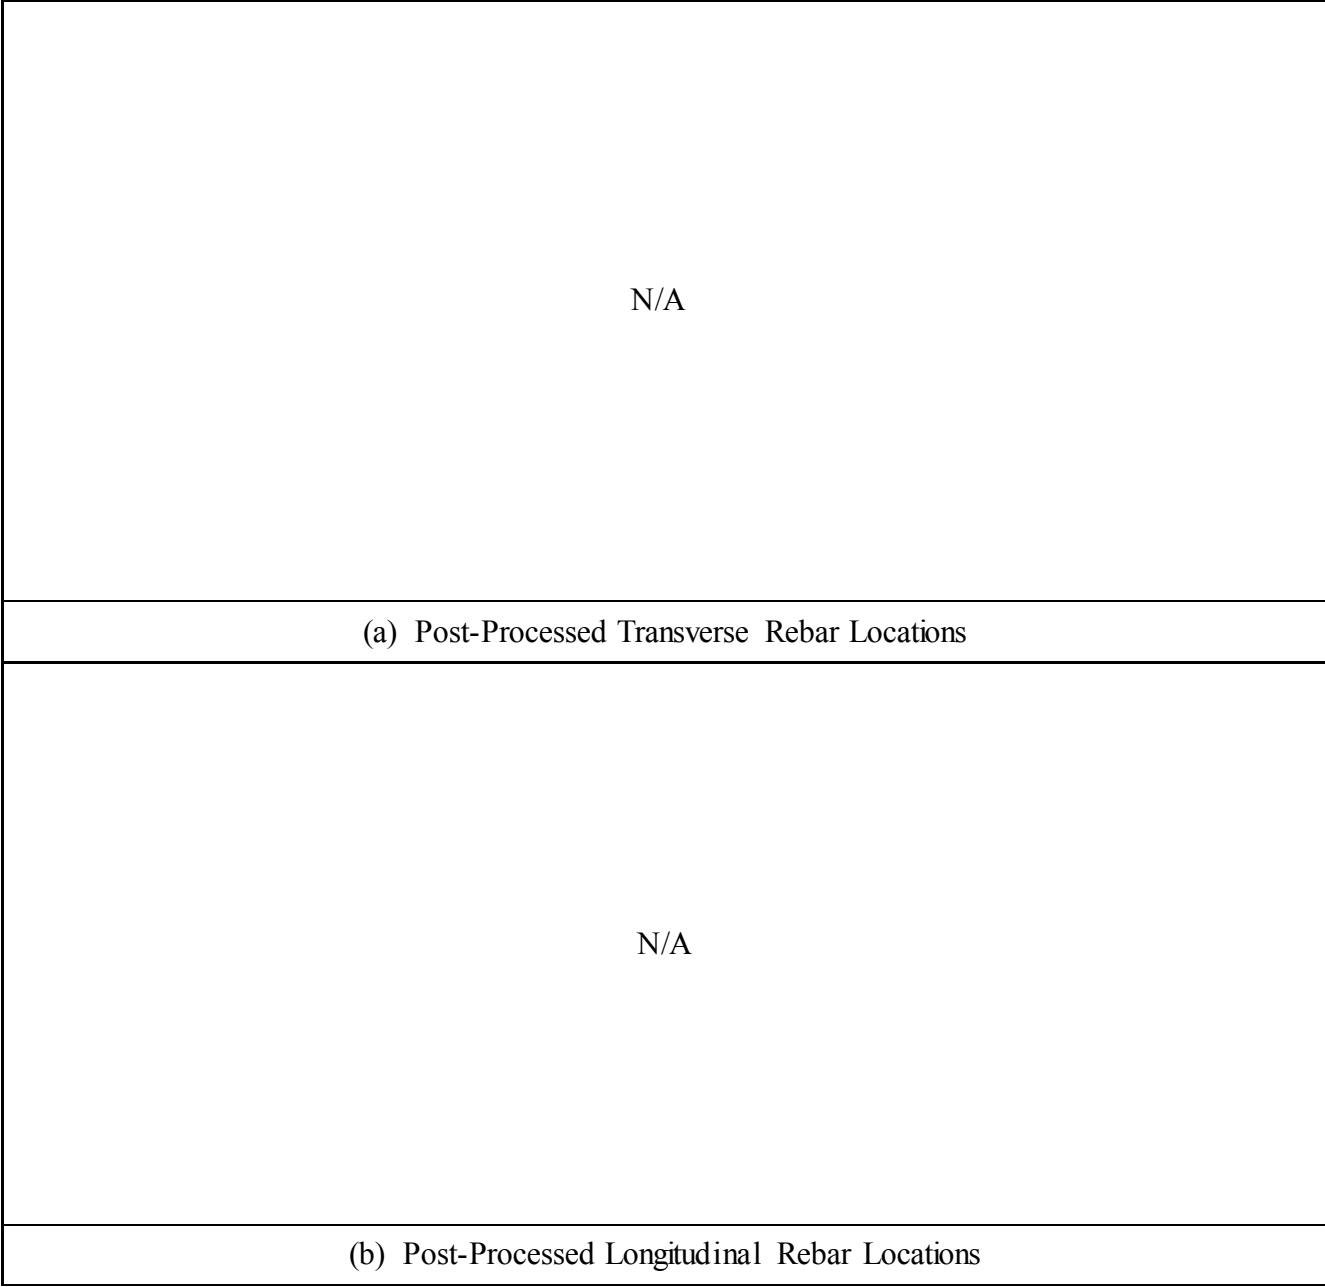 N/A
(a) Post-Processed Transverse Rebar Locations
N/A
(b) Post-Processed Longitudinal Rebar Locations